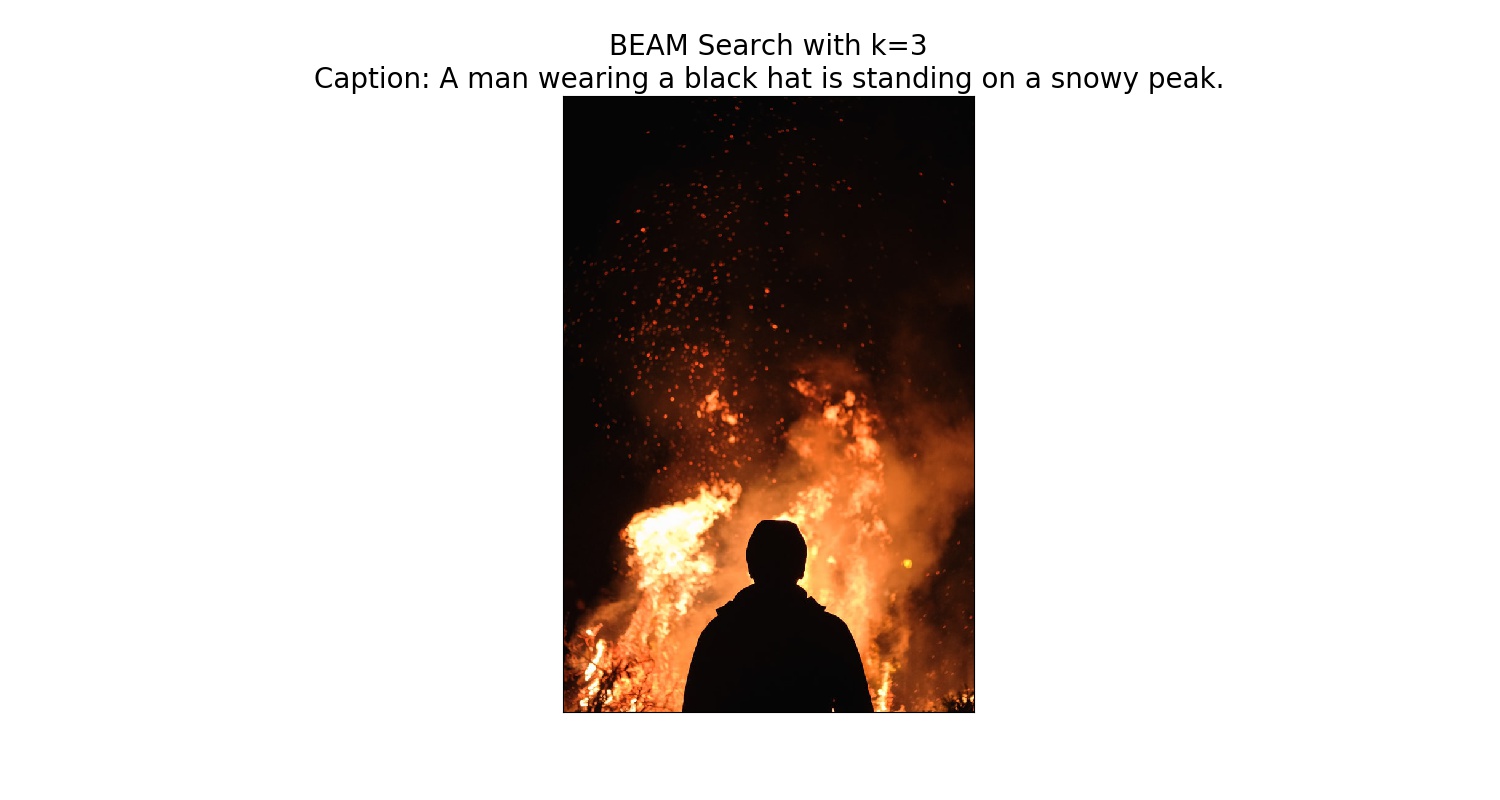 BEAM Search with k=3
Caption: A man wearing a black hat is standing on a snowy peak.